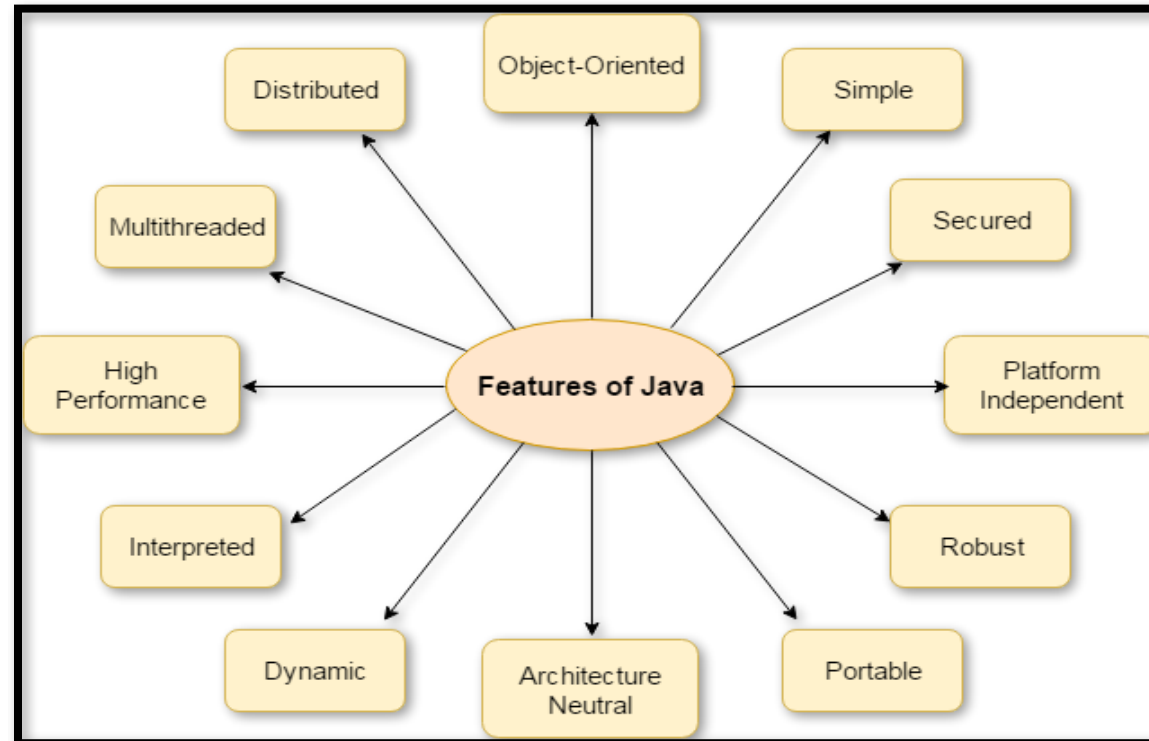 Object-Oriented
Distributed
Simple
Multithreaded
Secured
High
Performance
Features of Java
Platform
Independent
Interpreted
Robust
Dynamic
Architecture
Neutral
Portable